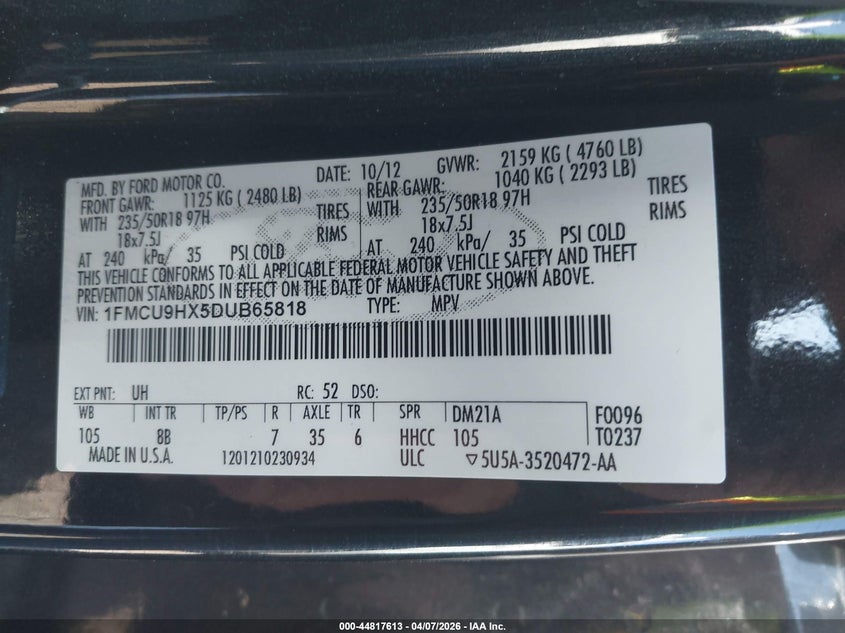 MFD. BY FORD MOTOR CO. DATE: 10/12 GVWR: 2159 KG ( 4760 LB)
FRONT GAWR: 1125 KG ( 2480 LB) REAR GAWR: 1040 KG ( 2293 LB)
WITH 235/50R18 97H TIRES WITH 235/50R18 97H TIRES
18x7.5J RIMS 18x7.5J RIMS
AT 240 kPa/ 35 PSI COLD AT 240 kPa/ 35 PSI COLD
THIS VEHICLE CONFORMS TO ALL APPLICABLE FEDERAL MOTOR VEHICLE SAFETY AND THEFT
PREVENTION STANDARDS IN EFFECT ON THE DATE OF MANUFACTURE SHOWN ABOVE.
VIN: 1FMCU9HX5DUB65818 TYPE: MPV
EXT PNT: UH RC: 52 DSO:
WB INT TR TP/PS R AXLE TR SPR DM21A F0096
105 8B 7 35 6 HHCC 105 T0237
MADE IN U.S.A. 1201210230934 ULC ▽5U5A-3520472-AA
000-44817613 - 04/07/2026 - IAA Inc.